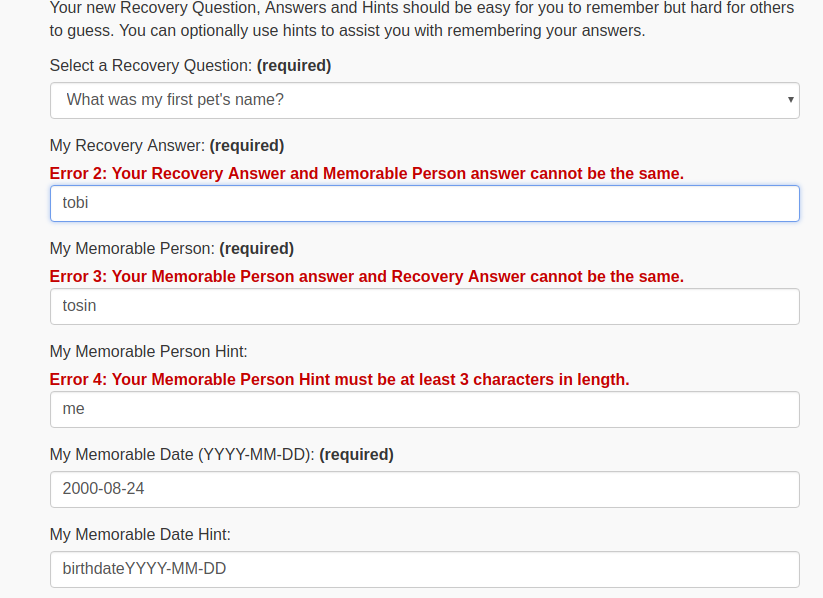 Your new Recovery Question, Answers and Hints should be easy for you to remember but hard for others
to guess. You can optionally use hints to assist you with remembering your answers.
Select a Recovery Question: (required)
What was my first pet's name?
My Recovery Answer: (required)
Error 2: Your Recovery Answer and Memorable Person answer cannot be the same.
tobi
My Memorable Person: (required)
Error 3: Your Memorable Person answer and Recovery Answer cannot be the same.
tosin
My Memorable Person Hint:
Error 4: Your Memorable Person Hint must be at least 3 characters in length.
me
My Memorable Date (YYYY-MM-DD): (required)
2000-08-24
My Memorable Date Hint:
birthdateYYYY-MM-DD